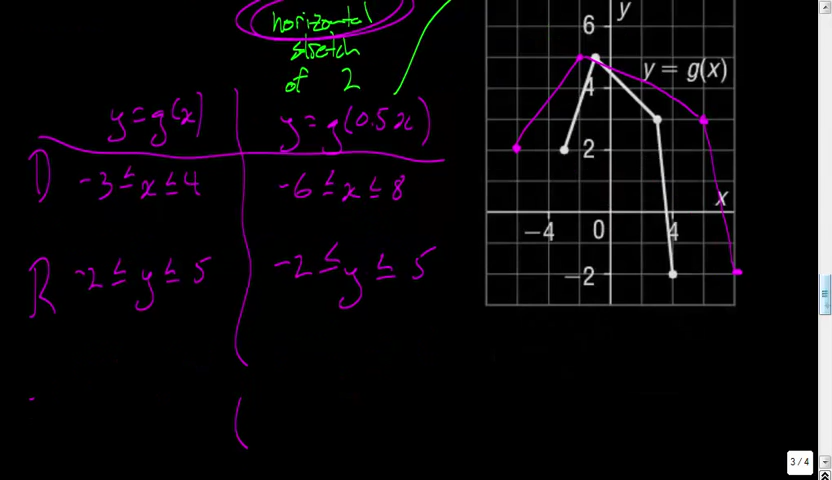 horizontal
stretch
of 2
y = g(x)
y = g(0.5x)
D
-3 ≤ x ≤ 4
-6 ≤ x ≤ 8
R
-2 ≤ y ≤ 5
-2 ≤ y ≤ 5
y
6
y = g(x)
4
2
x
−4
0
4
−2
3 / 4